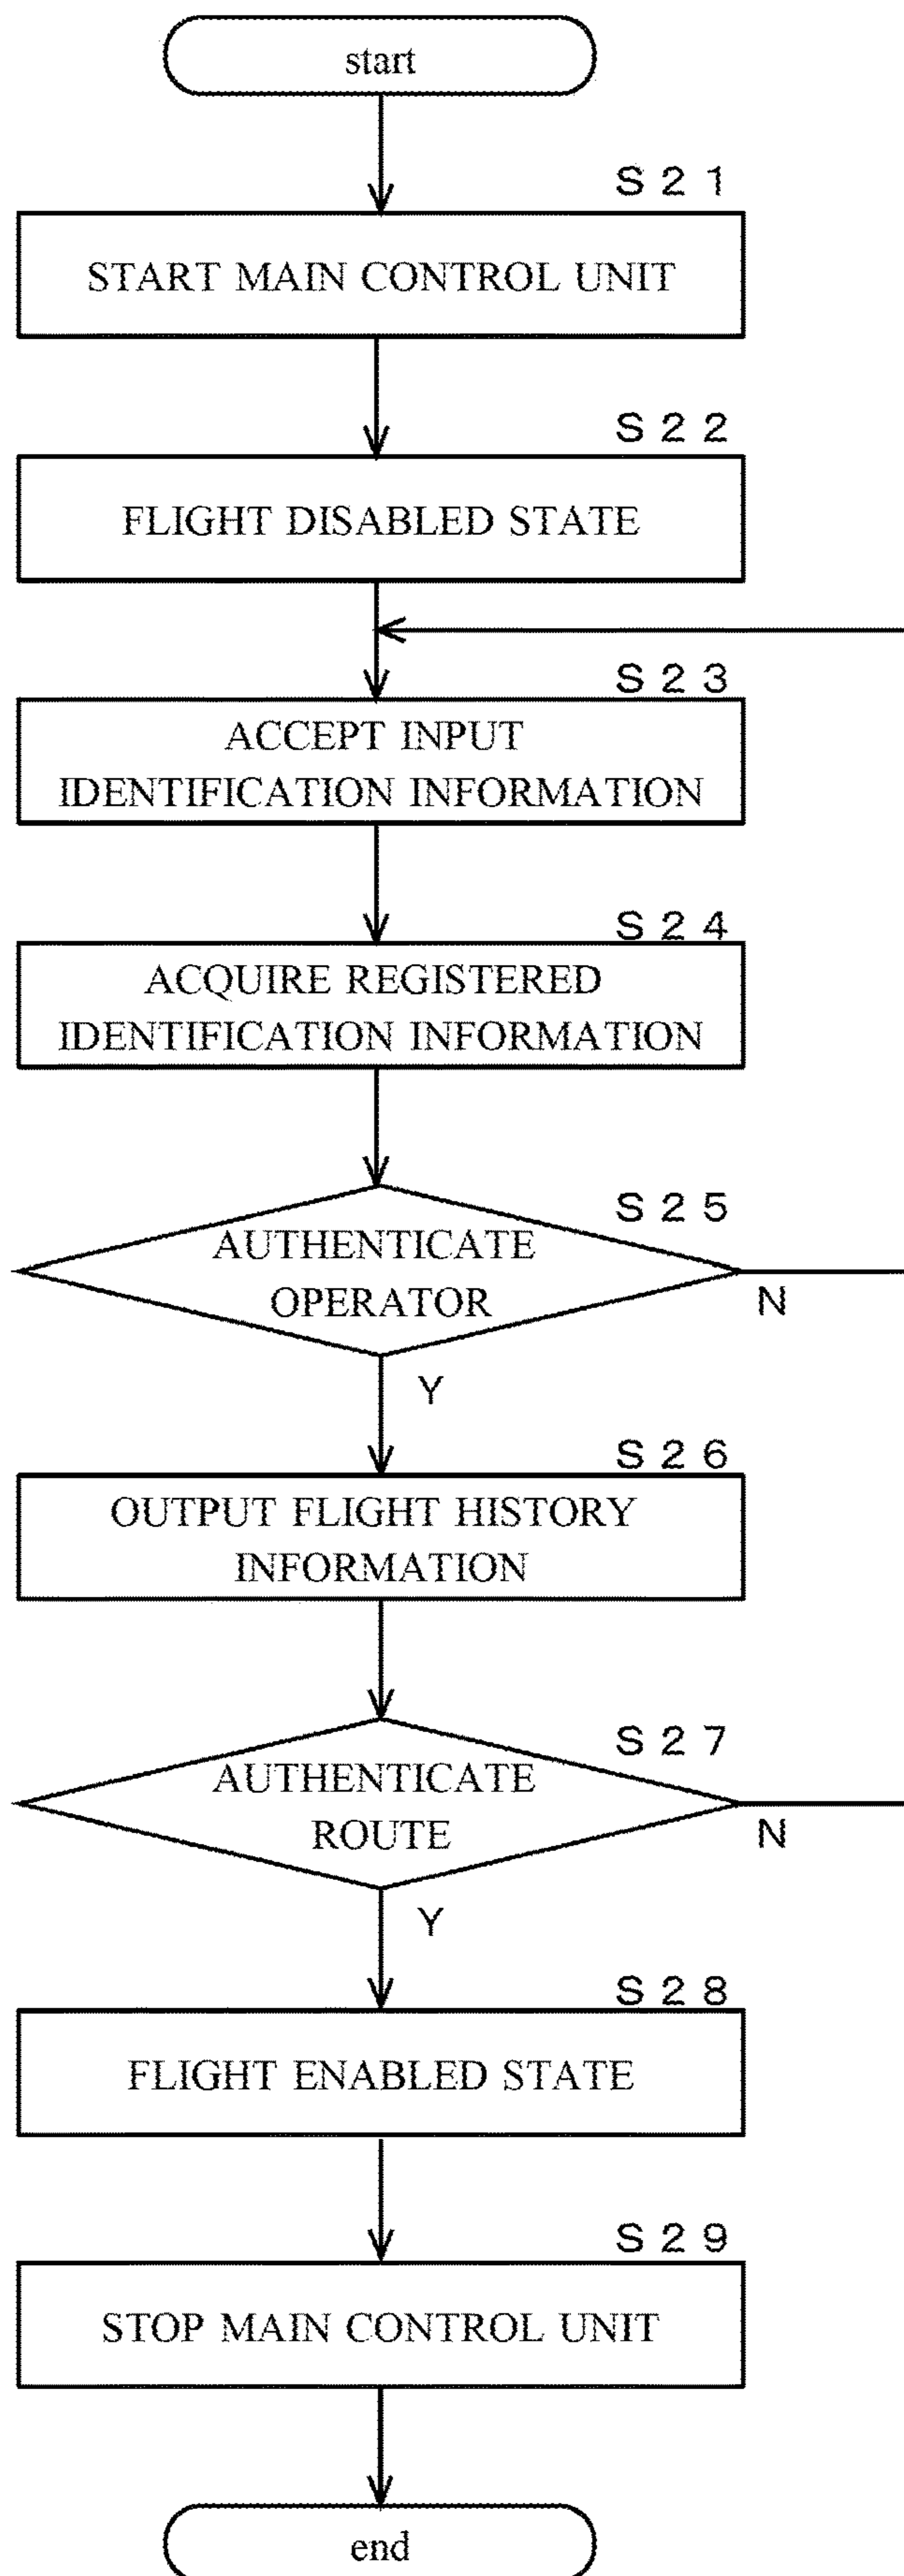 start
S21
START MAIN CONTROL UNIT
S22
FLIGHT DISABLED STATE
S23
ACCEPT INPUT
IDENTIFICATION INFORMATION
S24
ACQUIRE REGISTERED
IDENTIFICATION INFORMATION
S25
AUTHENTICATE
OPERATOR
N
Y
S26
OUTPUT FLIGHT HISTORY
INFORMATION
S27
AUTHENTICATE
ROUTE
N
Y
S28
FLIGHT ENABLED STATE
S29
STOP MAIN CONTROL UNIT
end